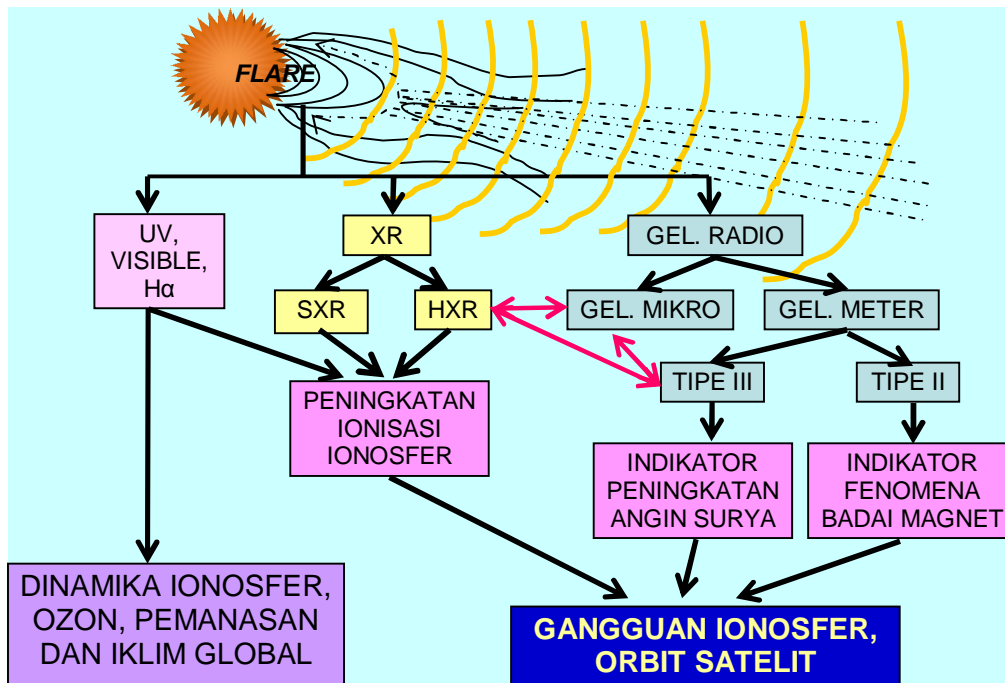 FLARE
UV,
VISIBLE,
Hα
XR
GEL. RADIO
SXR
HXR
GEL. MIKRO
GEL. METER
TIPE III
TIPE II
PENINGKATAN
IONISASI
IONOSFER
INDIKATOR
PENINGKATAN
ANGIN SURYA
INDIKATOR
FENOMENA
BADAI MAGNET
DINAMIKA IONOSFER,
OZON, PEMANASAN
DAN IKLIM GLOBAL
GANGGUAN IONOSFER,
ORBIT SATELIT